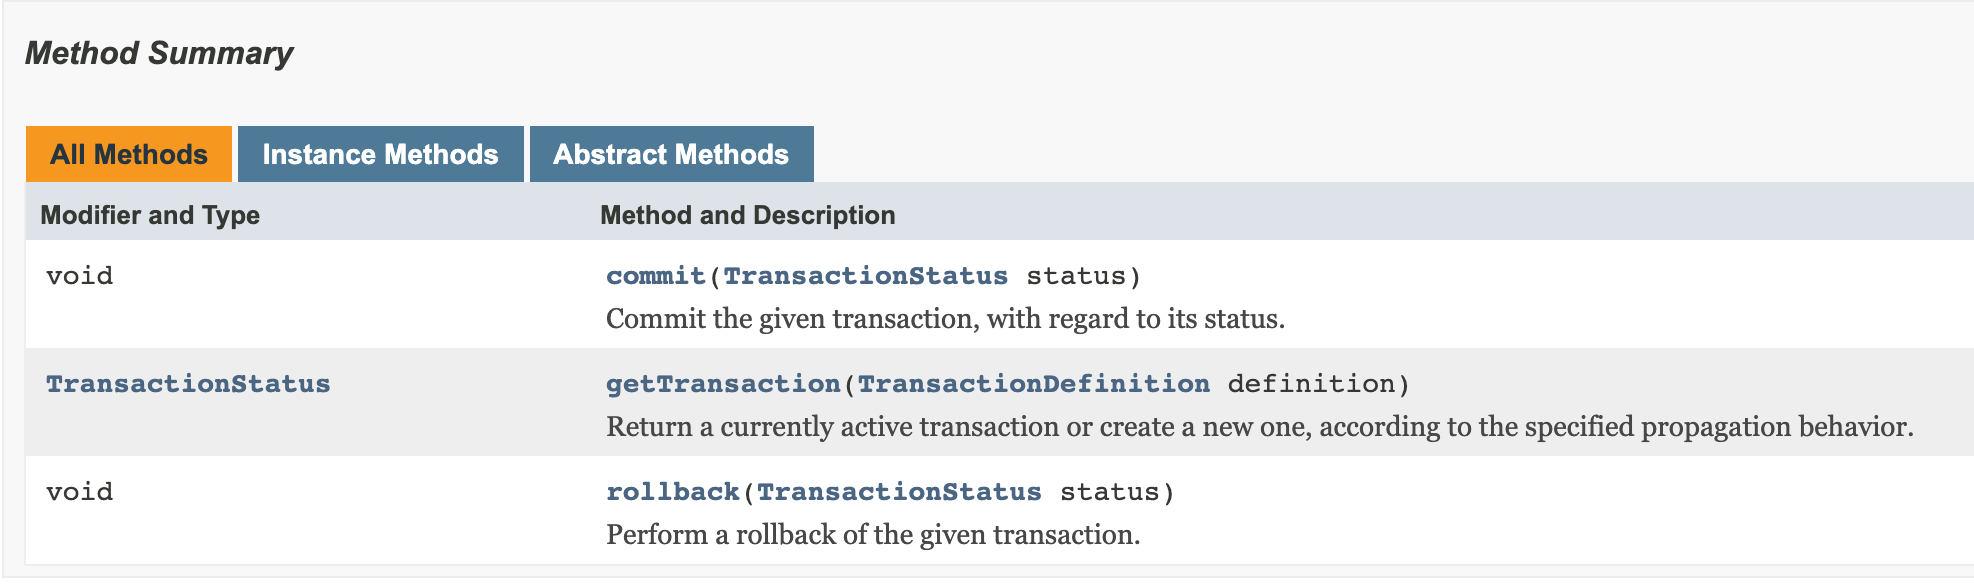 Method Summary
All Methods Instance Methods Abstract Methods
Modifier and Type Method and Description
void commit(TransactionStatus status)
Commit the given transaction, with regard to its status.
TransactionStatus getTransaction(TransactionDefinition definition)
Return a currently active transaction or create a new one, according to the specified propagation behavior.
void rollback(TransactionStatus status)
Perform a rollback of the given transaction.